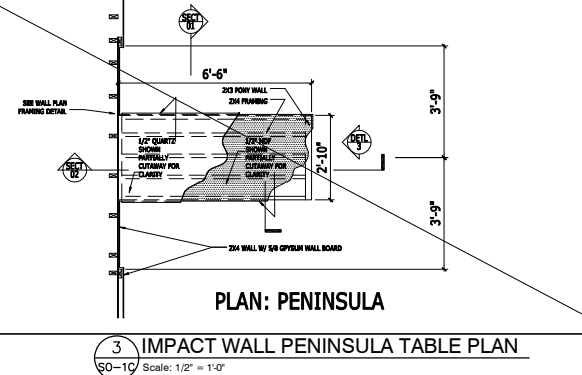 SECT
01
6'-6"
2X3 PONY WALL
2X4 FRAMING
SEE WALL PLAN
FRAMING DETAIL
3'-9"
1/2" QUARTZ
SHOWN
PARTIALLY
CUTAWAY FOR
CLARITY
1/2" MDF
SHOWN
PARTIALLY
CUTAWAY FOR
CLARITY
2'-10"
DETL
3
SECT
02
3'-9"
2X4 WALL W/ 5/8 GPYSUM WALL BOARD
PLAN: PENINSULA
3
SO-1C
IMPACT WALL PENINSULA TABLE PLAN
Scale: 1/2" = 1'-0"